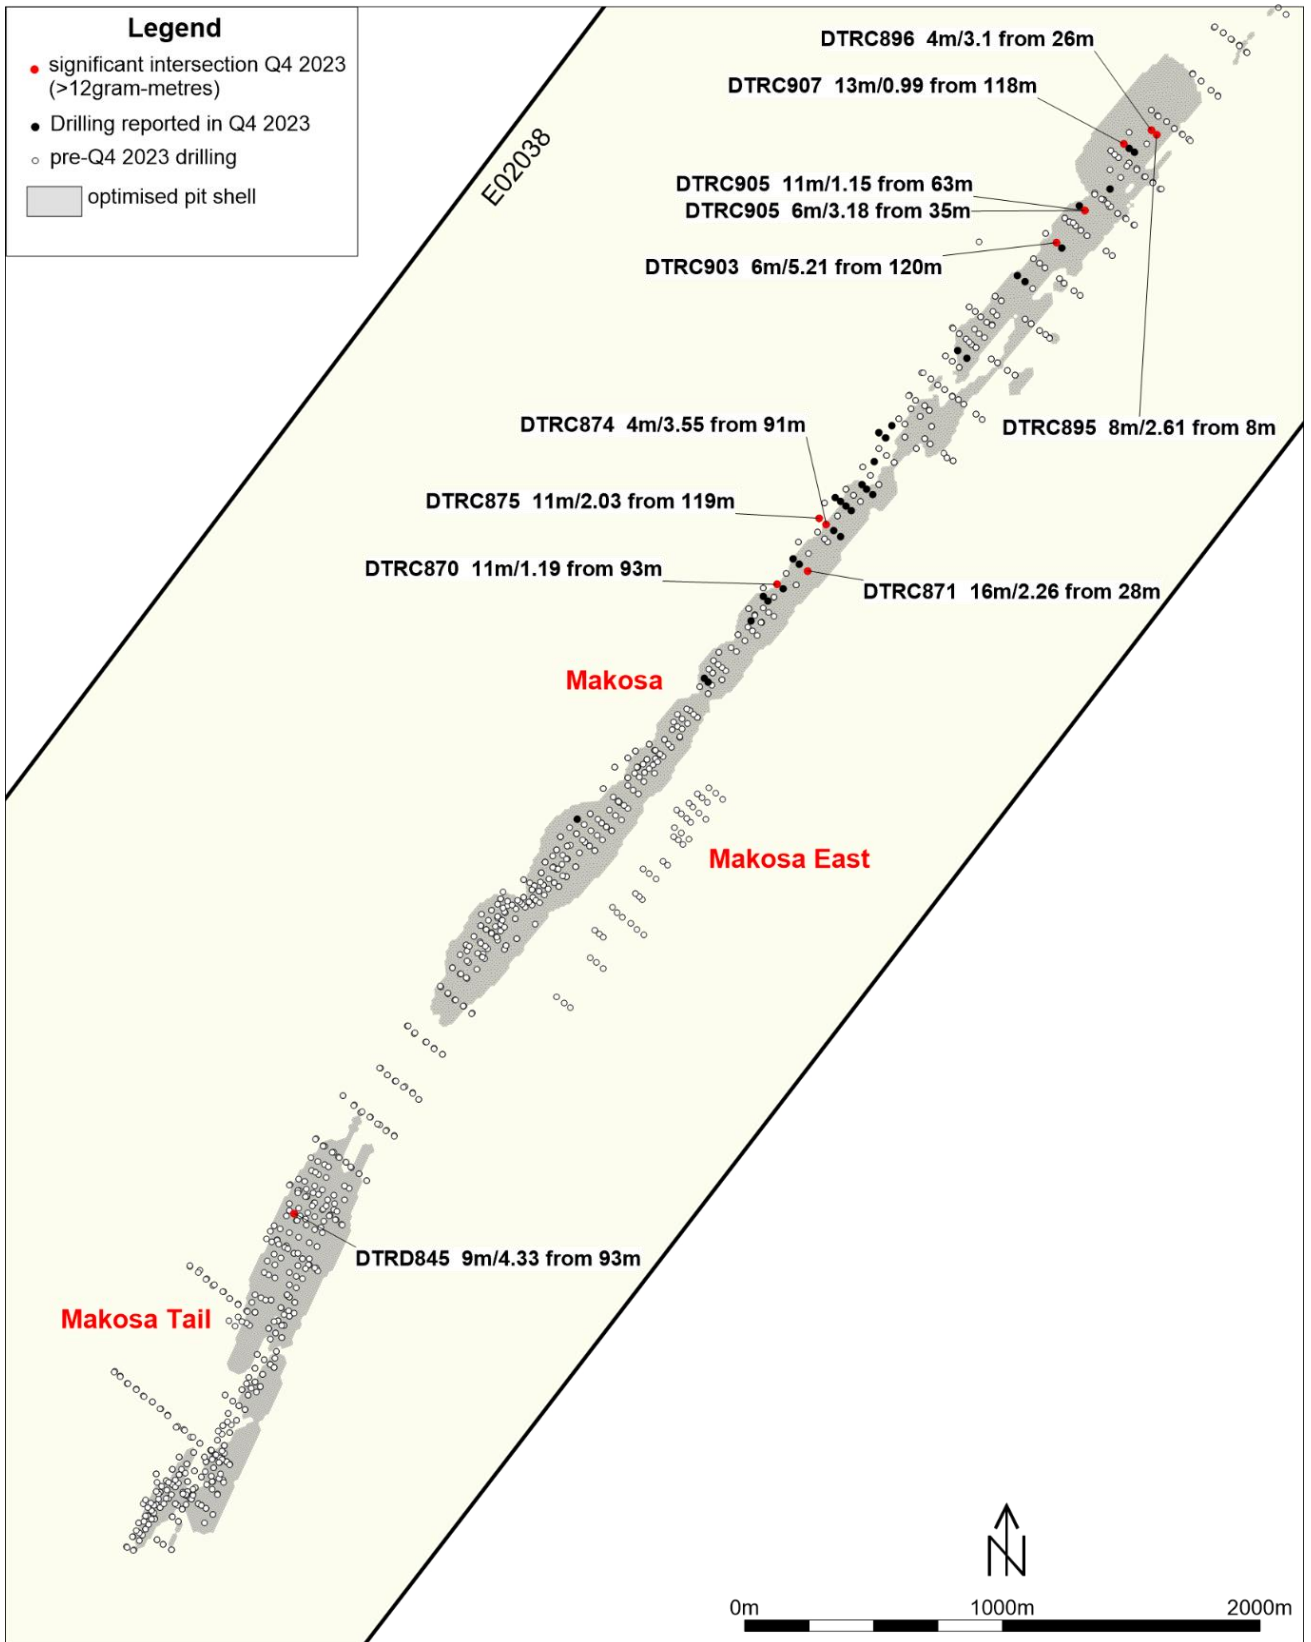 Legend
significant intersection Q4 2023
(>12gram-metres)
Drilling reported in Q4 2023
pre-Q4 2023 drilling
optimised pit shell
E02038
DTRC896 4m/3.1 from 26m
DTRC907 13m/0.99 from 118m
DTRC905 11m/1.15 from 63m
DTRC905 6m/3.18 from 35m
DTRC903 6m/5.21 from 120m
DTRC874 4m/3.55 from 91m
DTRC895 8m/2.61 from 8m
DTRC875 11m/2.03 from 119m
DTRC870 11m/1.19 from 93m
DTRC871 16m/2.26 from 28m
Makosa
Makosa East
DTRD845 9m/4.33 from 93m
Makosa Tail
N
0m 1000m 2000m